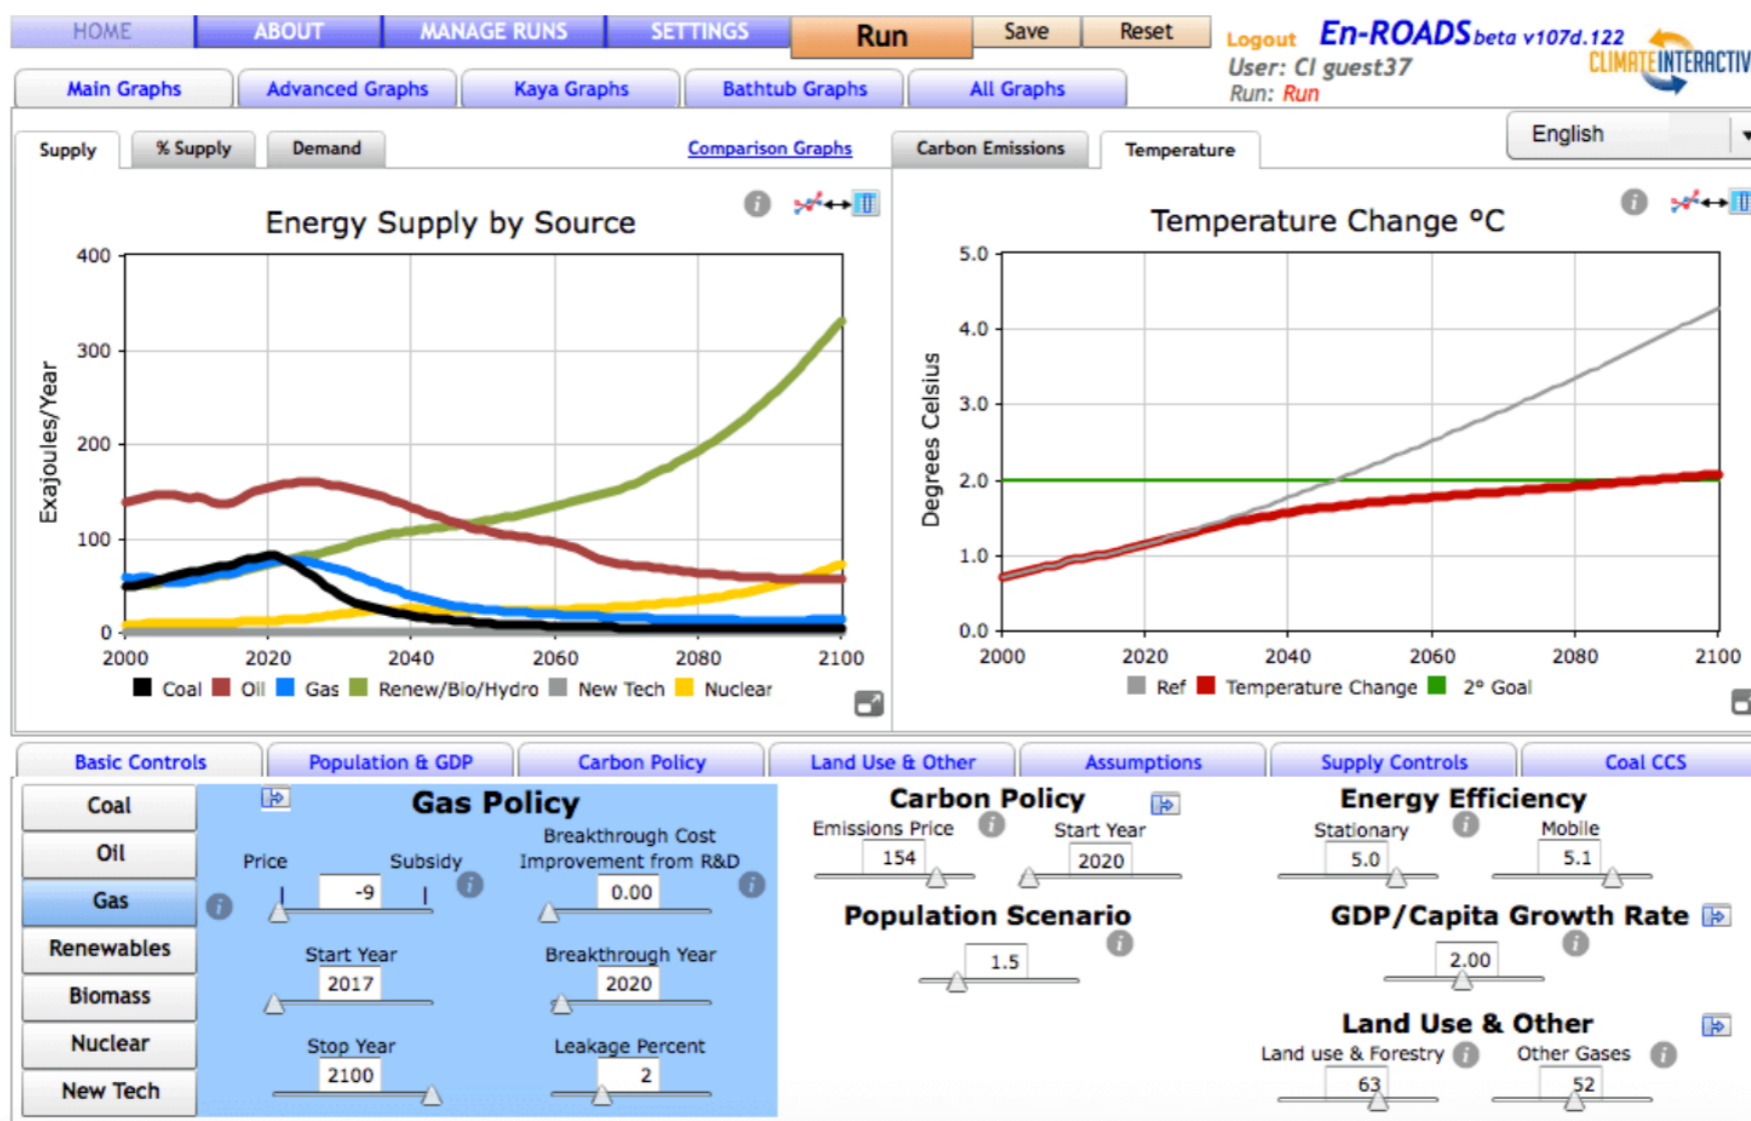 HOME ABOUT MANAGE RUNS SETTINGS Run Save Reset
Logout En-ROADS beta v107d.122
CLIMATEINTERACTIV
User: CI guest37
Run: Run
Main Graphs Advanced Graphs Kaya Graphs Bathtub Graphs All Graphs
English
Supply % Supply Demand Comparison Graphs Carbon Emissions Temperature
Energy Supply by Source
400
300
200
100
0
Exajoules/Year
2000 2020 2040 2060 2080 2100
Coal Oil Gas Renew/Bio/Hydro New Tech Nuclear
Temperature Change °C
5.0
4.0
3.0
2.0
1.0
0.0
Degrees Celsius
2000 2020 2040 2060 2080 2100
Ref Temperature Change 2° Goal
Basic Controls Population & GDP Carbon Policy Land Use & Other Assumptions Supply Controls Coal CCS
Coal
Oil
Gas
Renewables
Biomass
Nuclear
New Tech
Gas Policy
Price Subsidy
-9
Breakthrough Cost
Improvement from R&D
0.00
Start Year
2017
Breakthrough Year
2020
Stop Year
2100
Leakage Percent
2
Carbon Policy
Emissions Price
154
Start Year
2020
Population Scenario
1.5
Energy Efficiency
Stationary
5.0
Mobile
5.1
GDP/Capita Growth Rate
2.00
Land Use & Other
Land use & Forestry
63
Other Gases
52